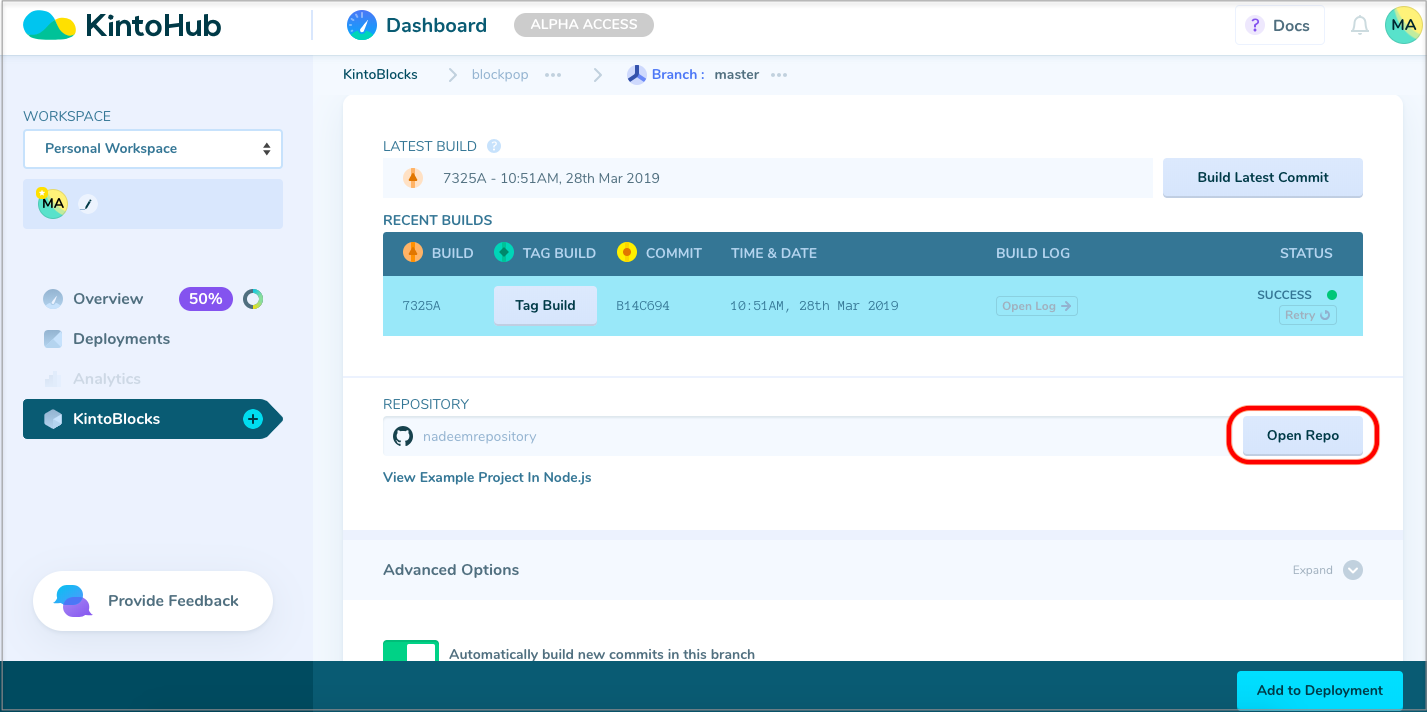 KintoHub
Dashboard
ALPHA ACCESS
? Docs
MA
KintoBlocks
blockpop
Branch : master
WORKSPACE
Personal Workspace
MA
Overview 50%
Deployments
Analytics
KintoBlocks +
Provide Feedback
LATEST BUILD ?
7325A - 10:51AM, 28th Mar 2019
Build Latest Commit
RECENT BUILDS
BUILD TAG BUILD COMMIT TIME & DATE BUILD LOG STATUS
7325A Tag Build B14C694 10:51AM, 28th Mar 2019 Open Log → SUCCESS
Retry
REPOSITORY
nadeemrepository
Open Repo
View Example Project In Node.js
Advanced Options
Expand
Automatically build new commits in this branch
Add to Deployment